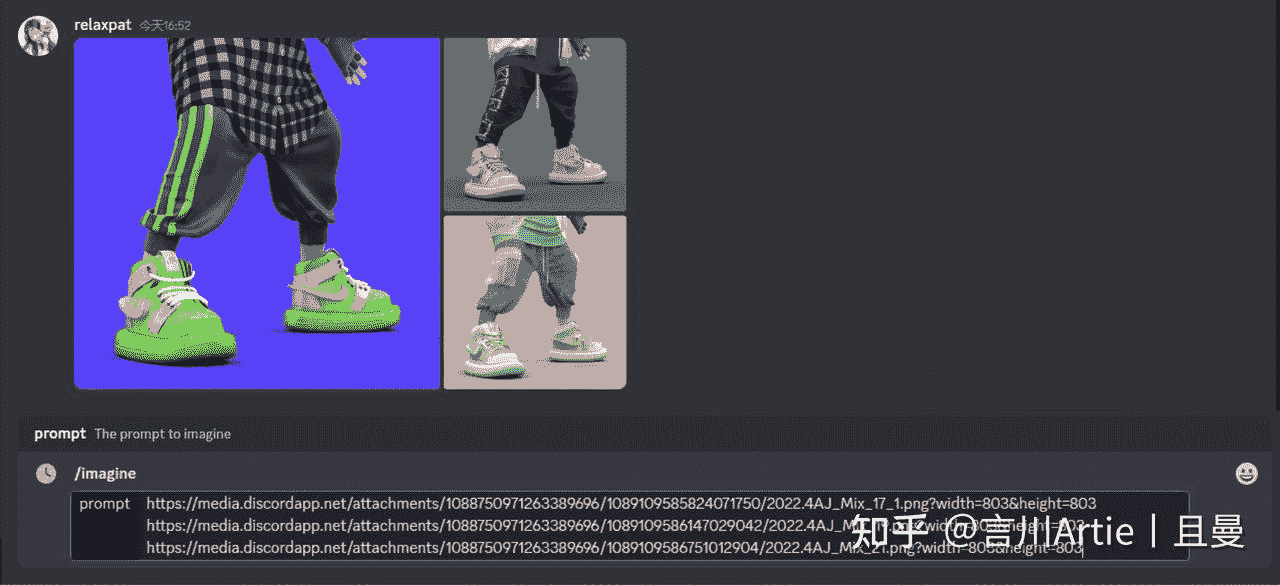 relaxpat 今天16:52
prompt The prompt to imagine
/imagine
prompt https://media.discordapp.net/attachments/1088750971263389696/1089109585824071750/2022.4AJ_Mix_17_1.png?width=803&height=803
https://media.discordapp.net/attachments/1088750971263389696/1089109586147029042/2022.4AJ_
https://media.discordapp.net/attachments/1088750971263389696/1089109586751012904/2022.4AJ_Mix_21.png?width=803&height=803
知乎 @言川Artie丨且曼